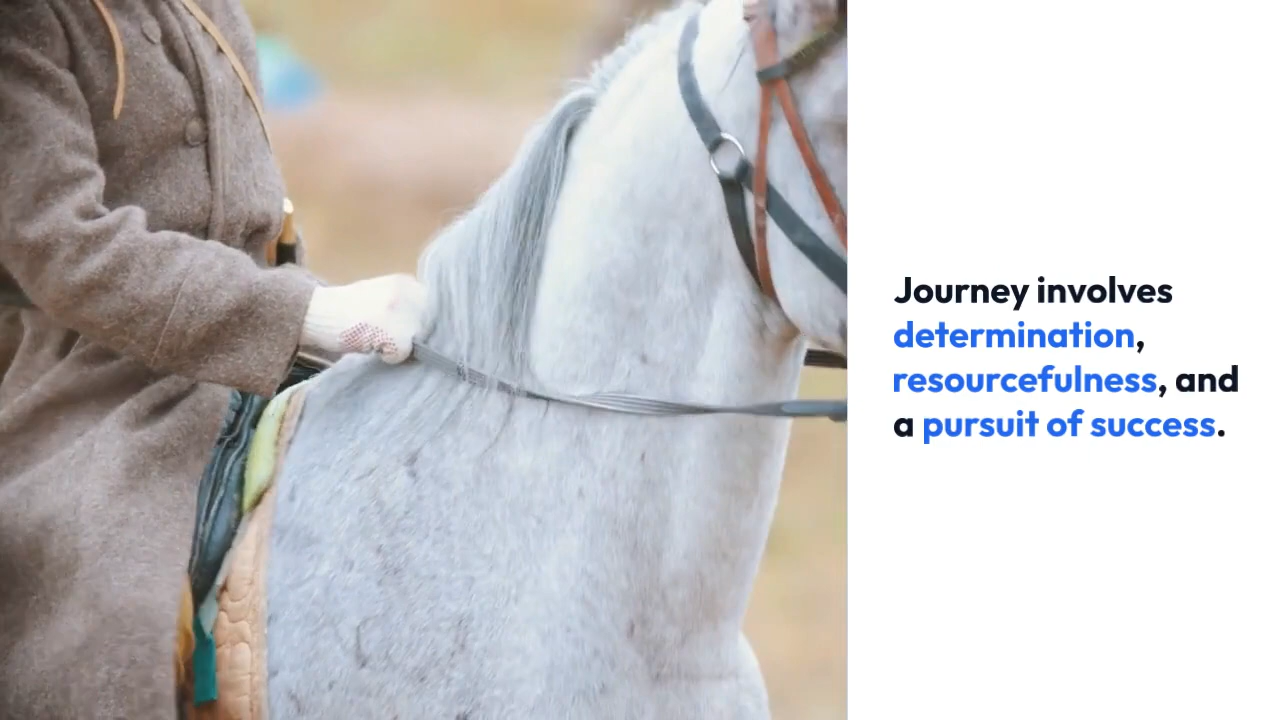 Journey involves
determination,
resourcefulness, and
a pursuit of success.